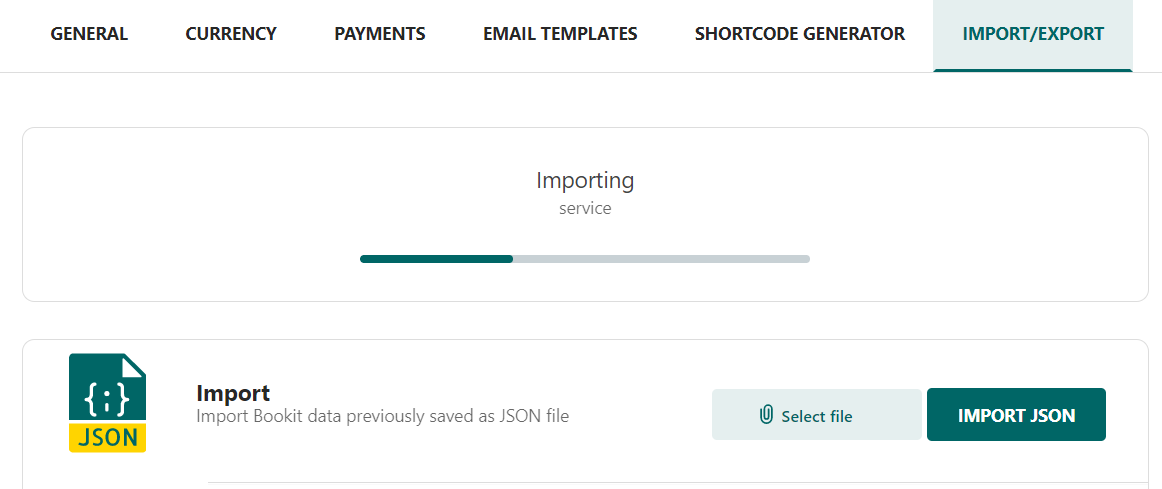 GENERAL CURRENCY PAYMENTS EMAIL TEMPLATES SHORTCODE GENERATOR IMPORT/EXPORT
Importing
service
{;}
JSON
Import
Import Bookit data previously saved as JSON file
Select file
IMPORT JSON